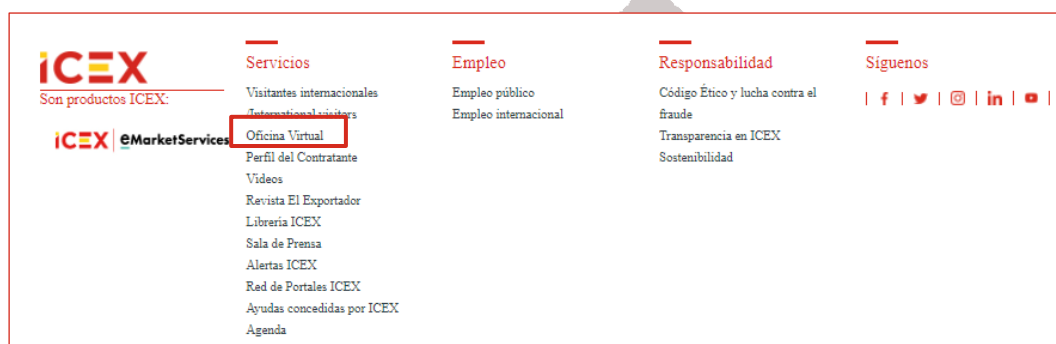 ICEX
Son productos ICEX:
ICEX eMarketServices
Servicios
Visitantes internacionales
/International visitors
Oficina Virtual
Perfil del Contratante
Videos
Revista El Exportador
Librería ICEX
Sala de Prensa
Alertas ICEX
Red de Portales ICEX
Ayudas concedidas por ICEX
Agenda
Empleo
Empleo público
Empleo internacional
Responsabilidad
Código Ético y lucha contra el
fraude
Transparencia en ICEX
Sostenibilidad
Síguenos